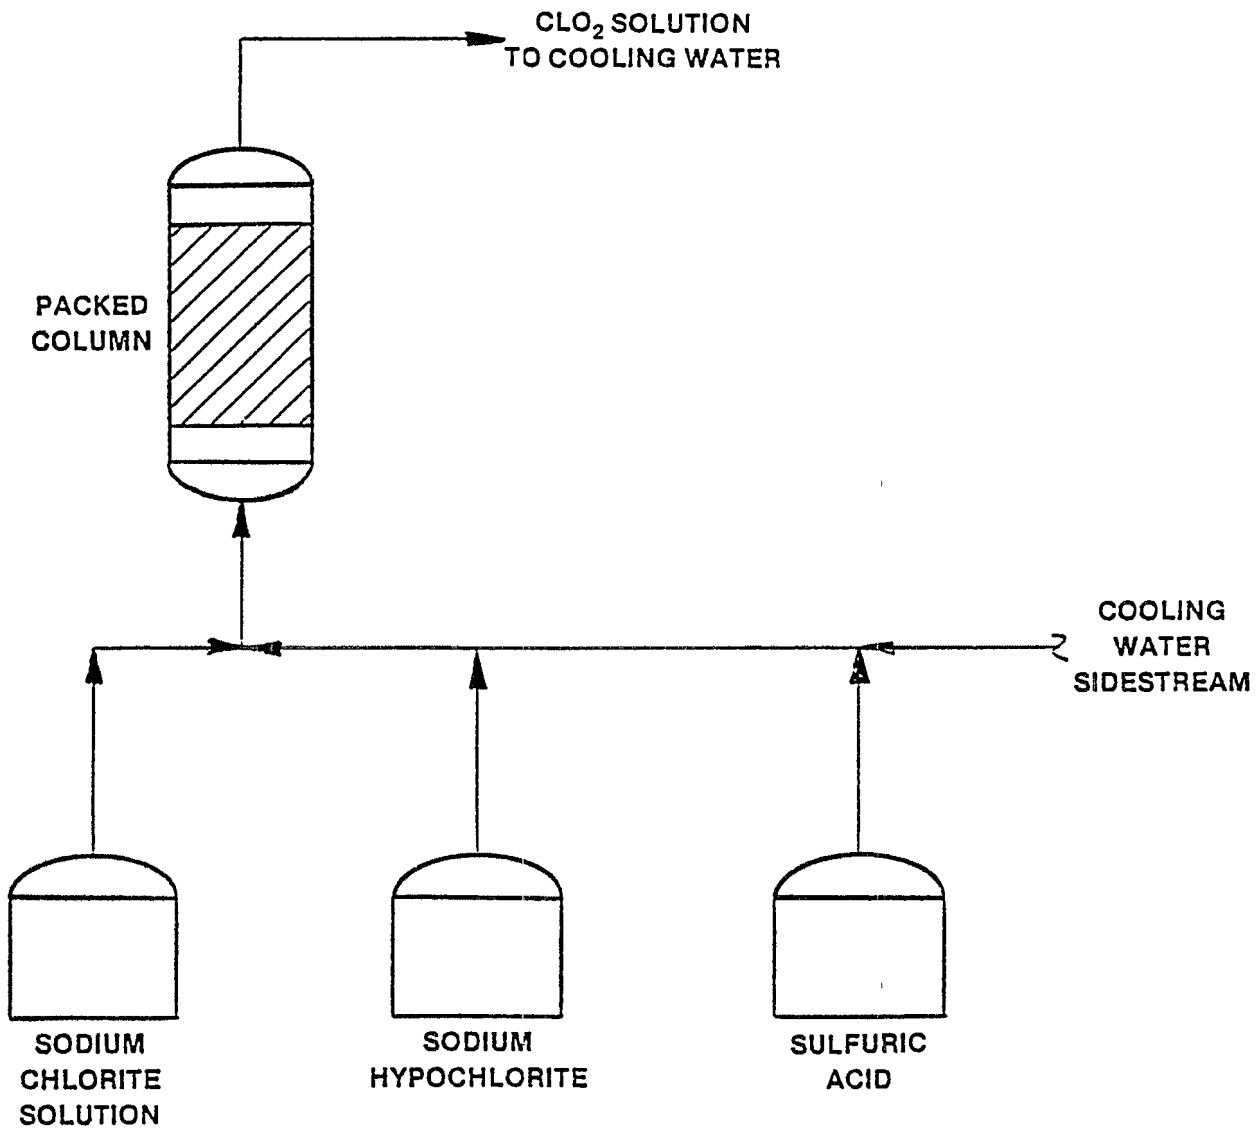 CLO₂ SOLUTION
TO COOLING WATER
PACKED
COLUMN
COOLING
WATER
SIDESTREAM
SODIUM
CHLORITE
SOLUTION
SODIUM
HYPOCHLORITE
SULFURIC
ACID